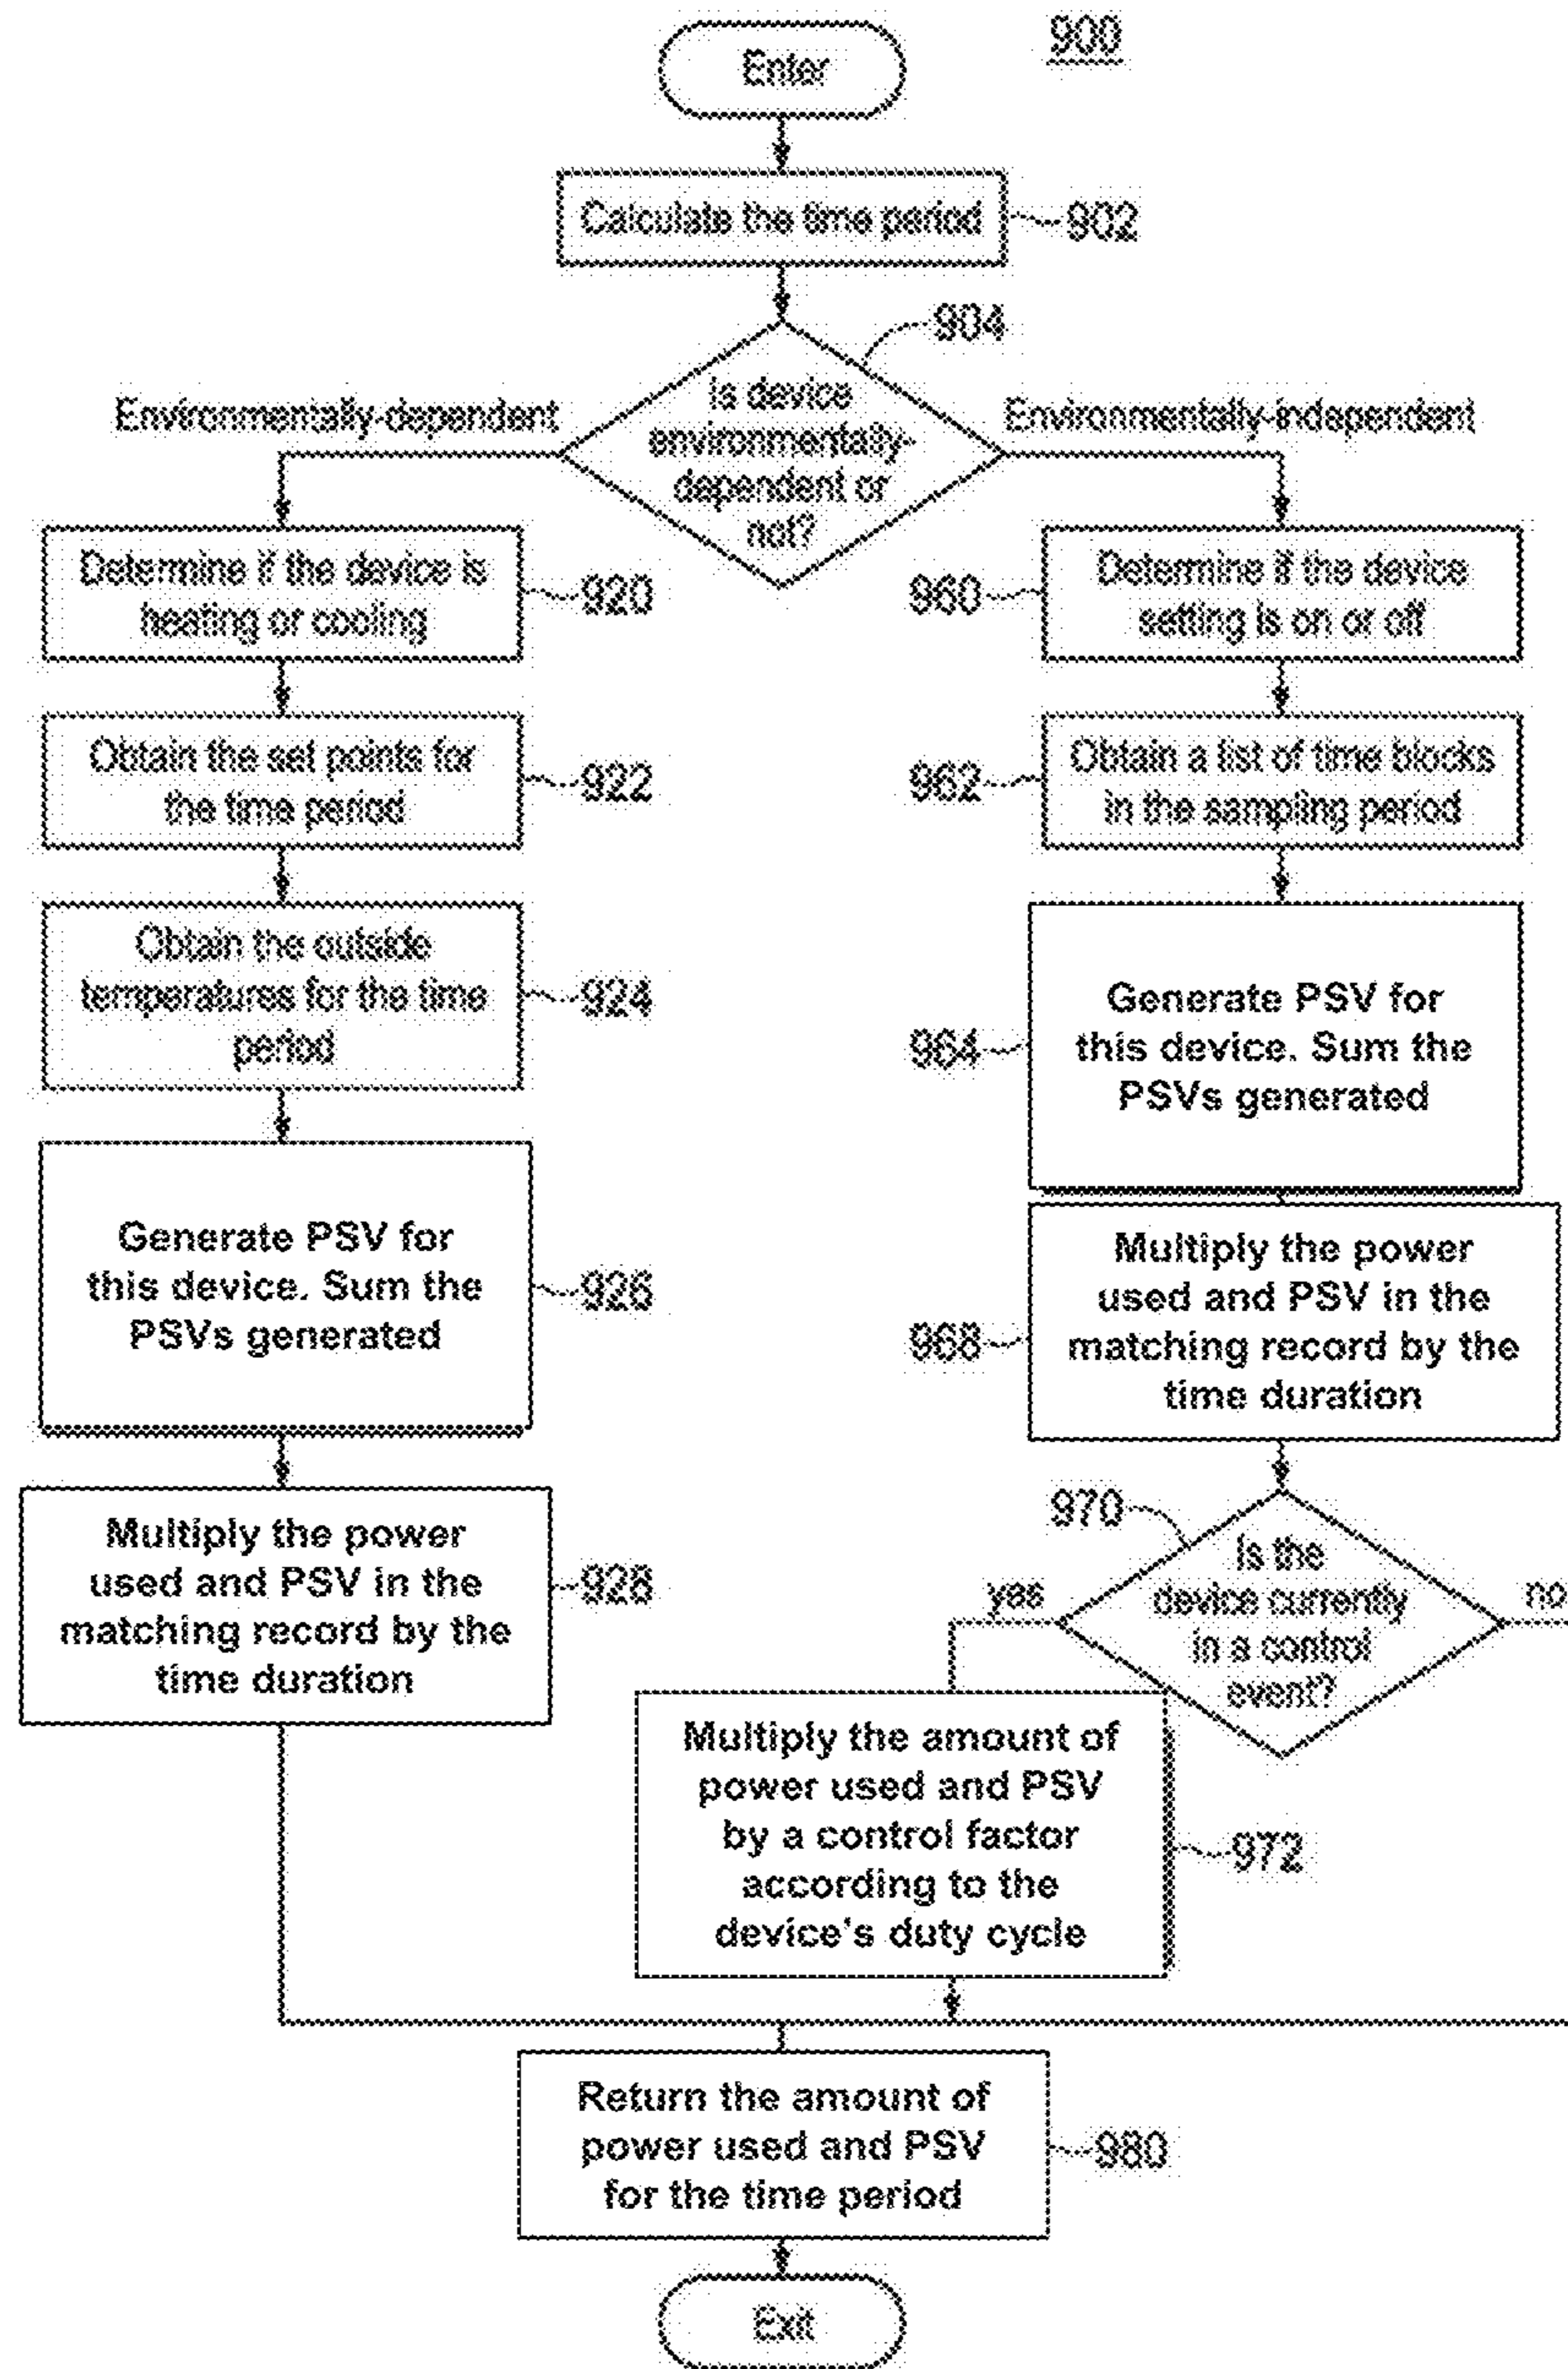 900
Enter
Calculate the time period
902
904
Is device
environmentally-
dependent or
not?
Environmentally-dependent
Environmentally-independent
Determine if the device is
heating or cooling
920
Obtain the set points for
the time period
922
Obtain the outside
temperatures for the time
period
924
Generate PSV for
this device. Sum the
PSVs generated
926
Multiply the power
used and PSV in the
matching record by the
time duration
928
960
Determine if the device
setting is on or off
962
Obtain a list of time blocks
in the sampling period
964
Generate PSV for
this device. Sum the
PSVs generated
968
Multiply the power
used and PSV in the
matching record by the
time duration
970
Is the
device currently
in a control
event?
yes
no
Multiply the amount of
power used and PSV
by a control factor
according to the
device's duty cycle
972
Return the amount of
power used and PSV
for the time period
980
Exit